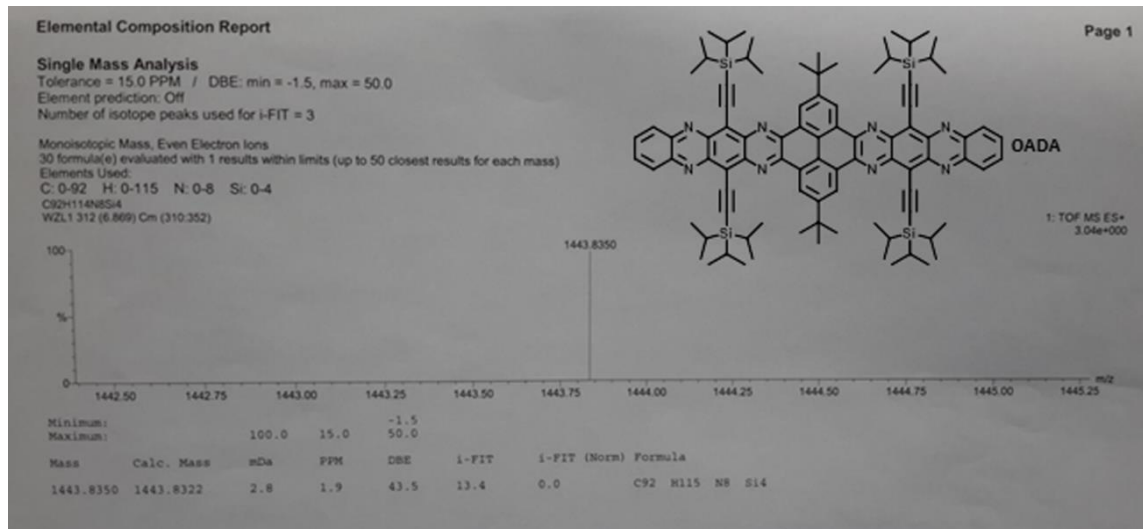 Elemental Composition Report
Page 1
Single Mass Analysis
Tolerance = 15.0 PPM / DBE: min = -1.5, max = 50.0
Element prediction: Off
Number of isotope peaks used for i-FIT = 3
Monoisotopic Mass, Even Electron Ions
30 formula(e) evaluated with 1 results within limits (up to 50 closest results for each mass)
Elements Used:
C: 0-92 H: 0-115 N: 0-8 Si: 0-4
C92H114N8Si4
WZL1 312 (6.869) Cm (310:352)
Si Si
N N N N
N N N N
OADA
Si Si
1: TOF MS ES+
3.04e+000
100
1443.8350
%
0
m/z
1442.50 1442.75 1443.00 1443.25 1443.50 1443.75 1444.00 1444.25 1444.50 1444.75 1445.00 1445.25
Minimum: -1.5
Maximum: 100.0 15.0 50.0
Mass Calc. Mass mDa PPM DBE i-FIT i-FIT (Norm) Formula
1443.8350 1443.8322 2.8 1.9 43.5 13.4 0.0 C92 H115 N8 Si4